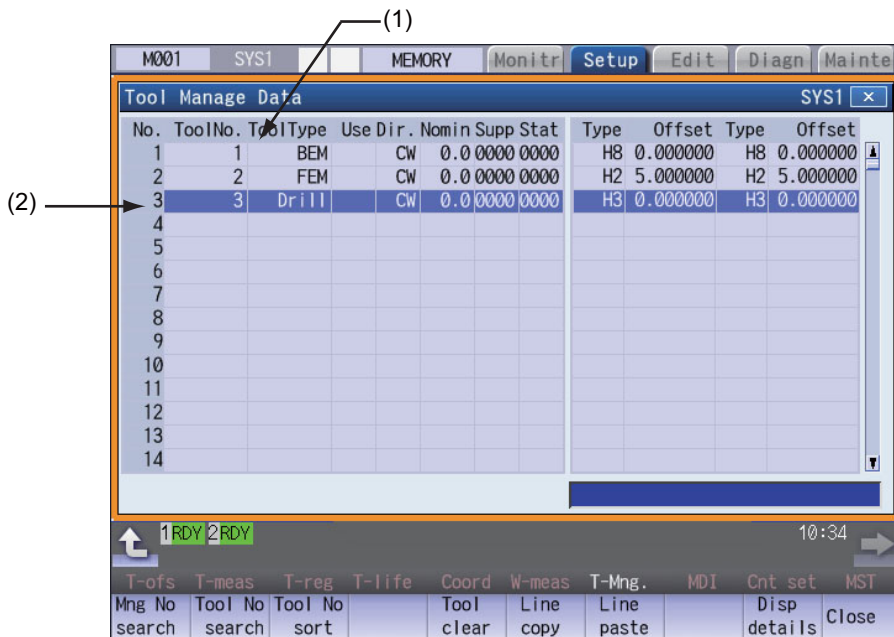 (1)
M001 SYS1 MEMORY Monitr Setup Edit Diagn Mainte
Tool Manage Data SYS1 ×
No. ToolNo. ToolType Use Dir. Nomin Supp Stat Type Offset Type Offset
1 1 BEM CW 0.0 0000 0000 H8 0.000000 H8 0.000000
2 2 FEM CW 0.0 0000 0000 H2 5.000000 H2 5.000000
(2) 3 3 Drill CW 0.0 0000 0000 H3 0.000000 H3 0.000000
4
5
6
7
8
9
10
11
12
13
14
1 RDY 2 RDY 10:34
T-ofs T-meas T-reg T-life Coord W-meas T-Mng. MDI Cnt set MST
Mng No Tool No Tool No Tool Line Line Disp Close
search search sort clear copy paste details